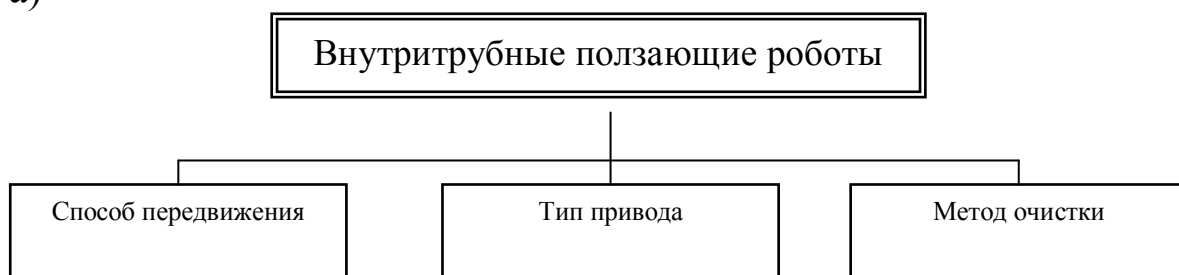 а)
Внутритрубные ползающие роботы
Способ передвижения
Тип привода
Метод очистки